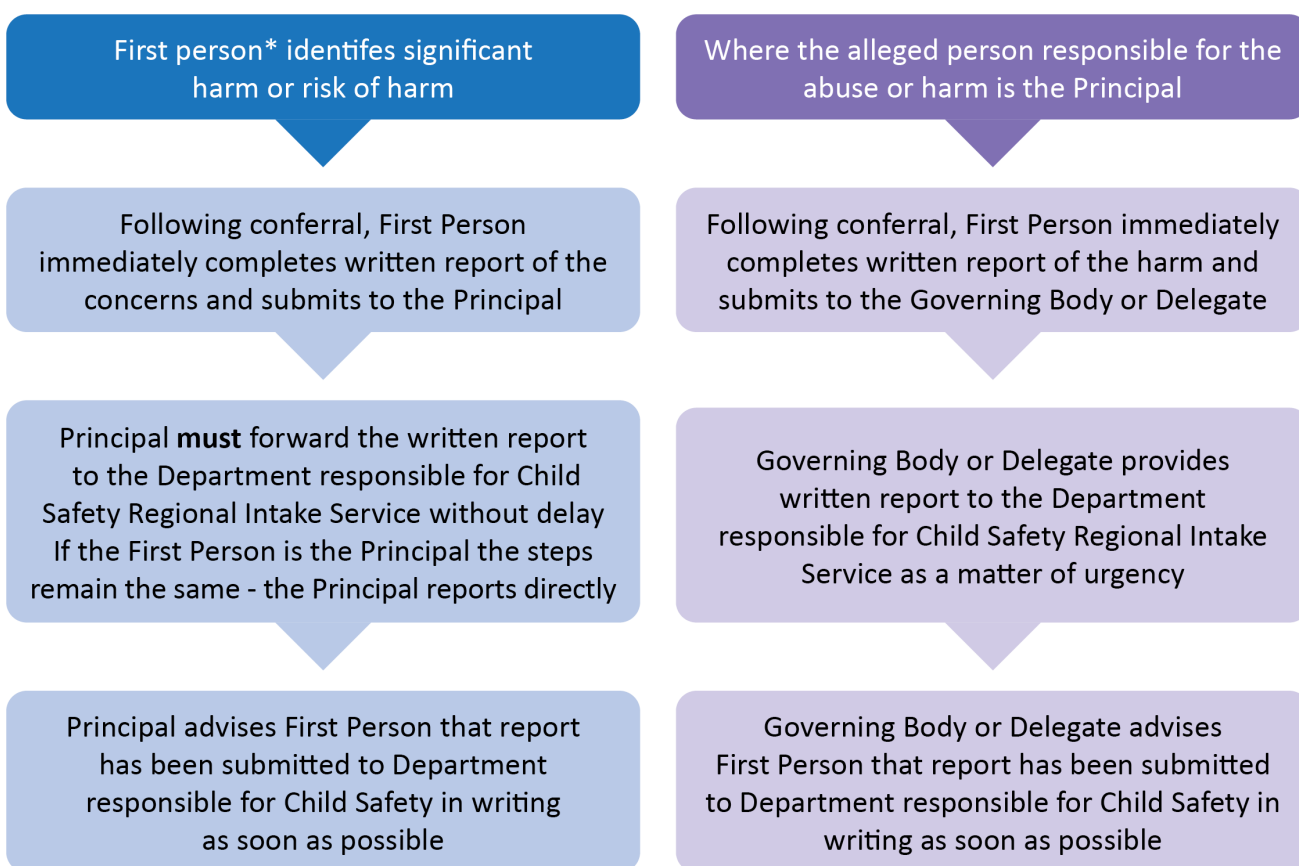 First person* identifes significant
harm or risk of harm
Following conferral, First Person
immediately completes written report of the
concerns and submits to the Principal
Principal must forward the written report
to the Department responsible for Child
Safety Regional Intake Service without delay
If the First Person is the Principal the steps
remain the same - the Principal reports directly
Principal advises First Person that report
has been submitted to Department
responsible for Child Safety in writing
as soon as possible
Where the alleged person responsible for the
abuse or harm is the Principal
Following conferral, First Person immediately
completes written report of the harm and
submits to the Governing Body or Delegate
Governing Body or Delegate provides
written report to the Department
responsible for Child Safety Regional Intake
Service as a matter of urgency
Governing Body or Delegate advises
First Person that report has been submitted
to Department responsible for Child Safety in
writing as soon as possible